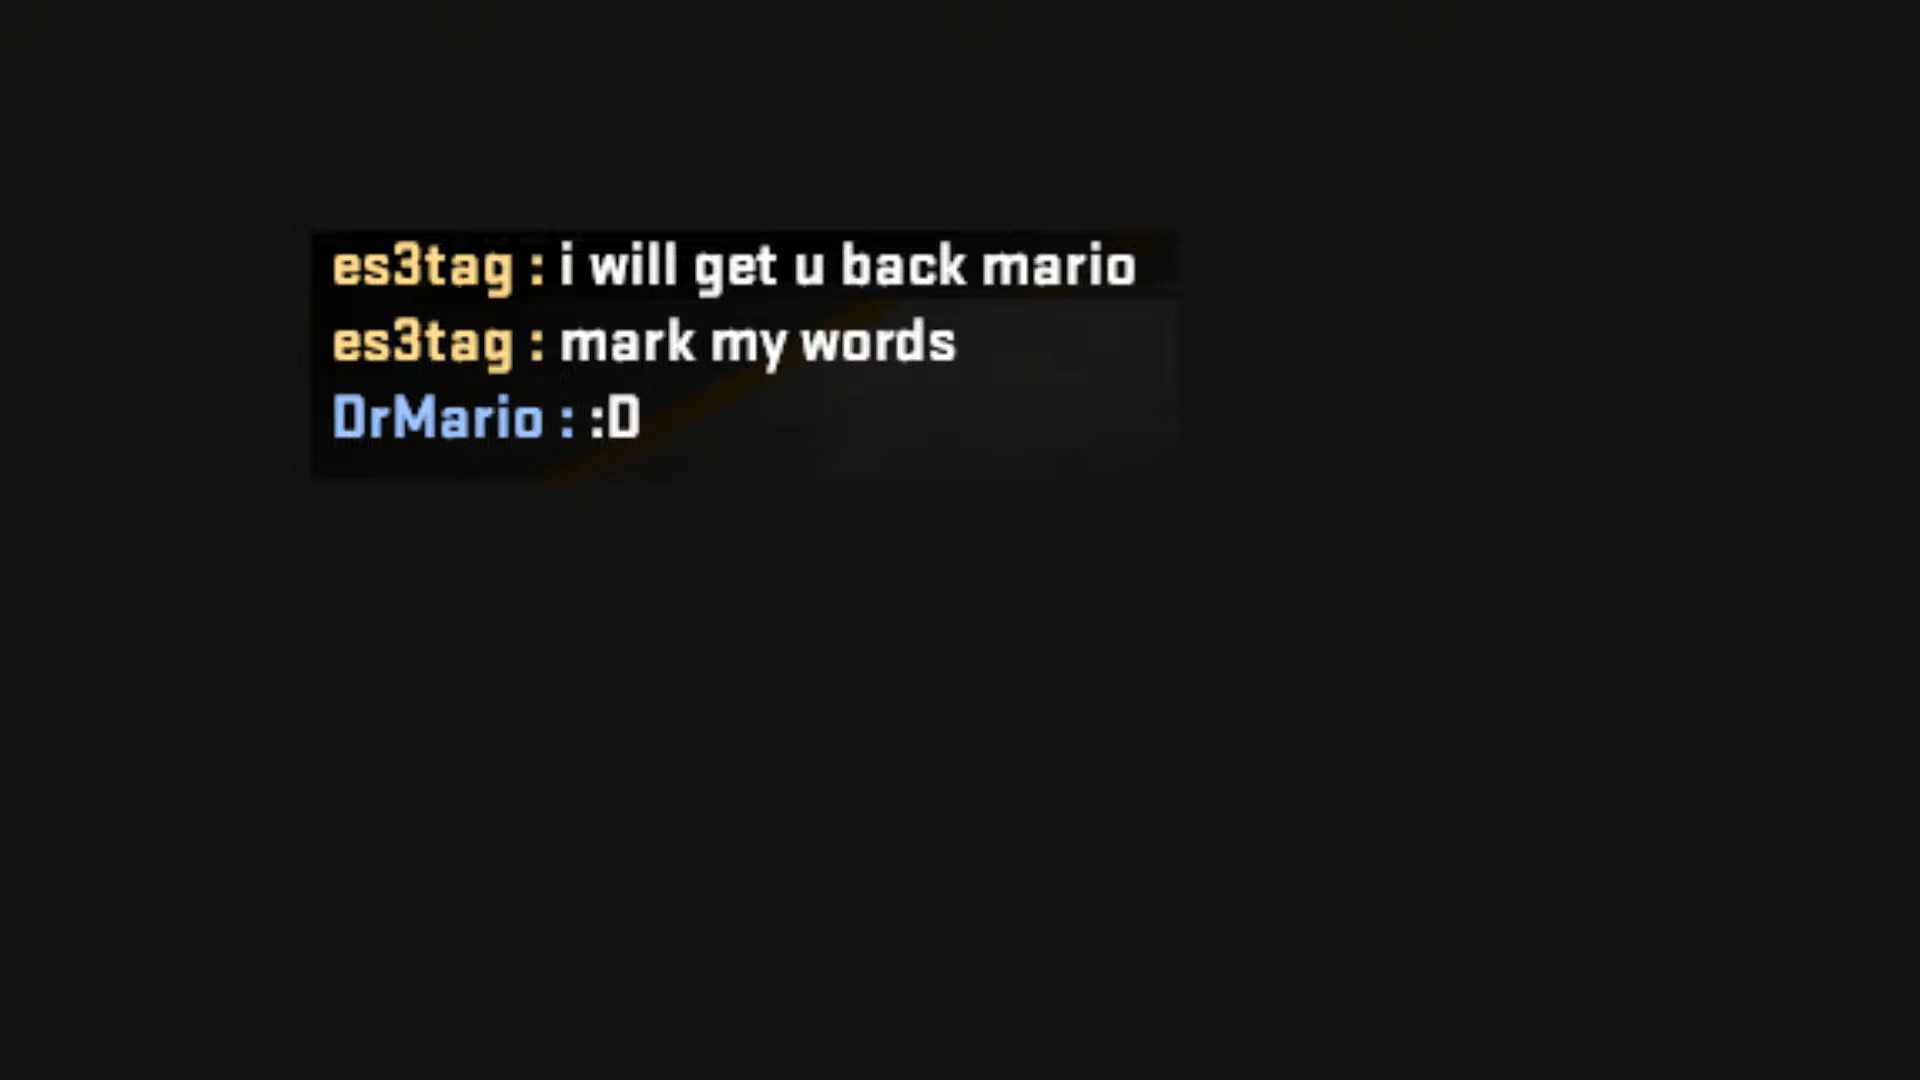 es3tag : i will get u back mario
es3tag : mark my words
DrMario : :D